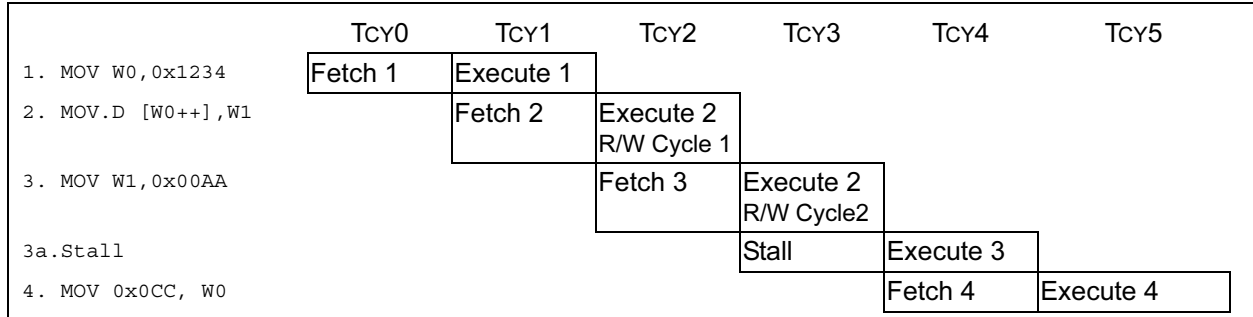 TCY0 TCY1 TCY2 TCY3 TCY4 TCY5
1. MOV W0,0x1234 Fetch 1 Execute 1
2. MOV.D [W0++],W1 Fetch 2 Execute 2
R/W Cycle 1
3. MOV W1,0x00AA Fetch 3 Execute 2
R/W Cycle2
3a.Stall Stall Execute 3
4. MOV 0x0CC, W0 Fetch 4 Execute 4